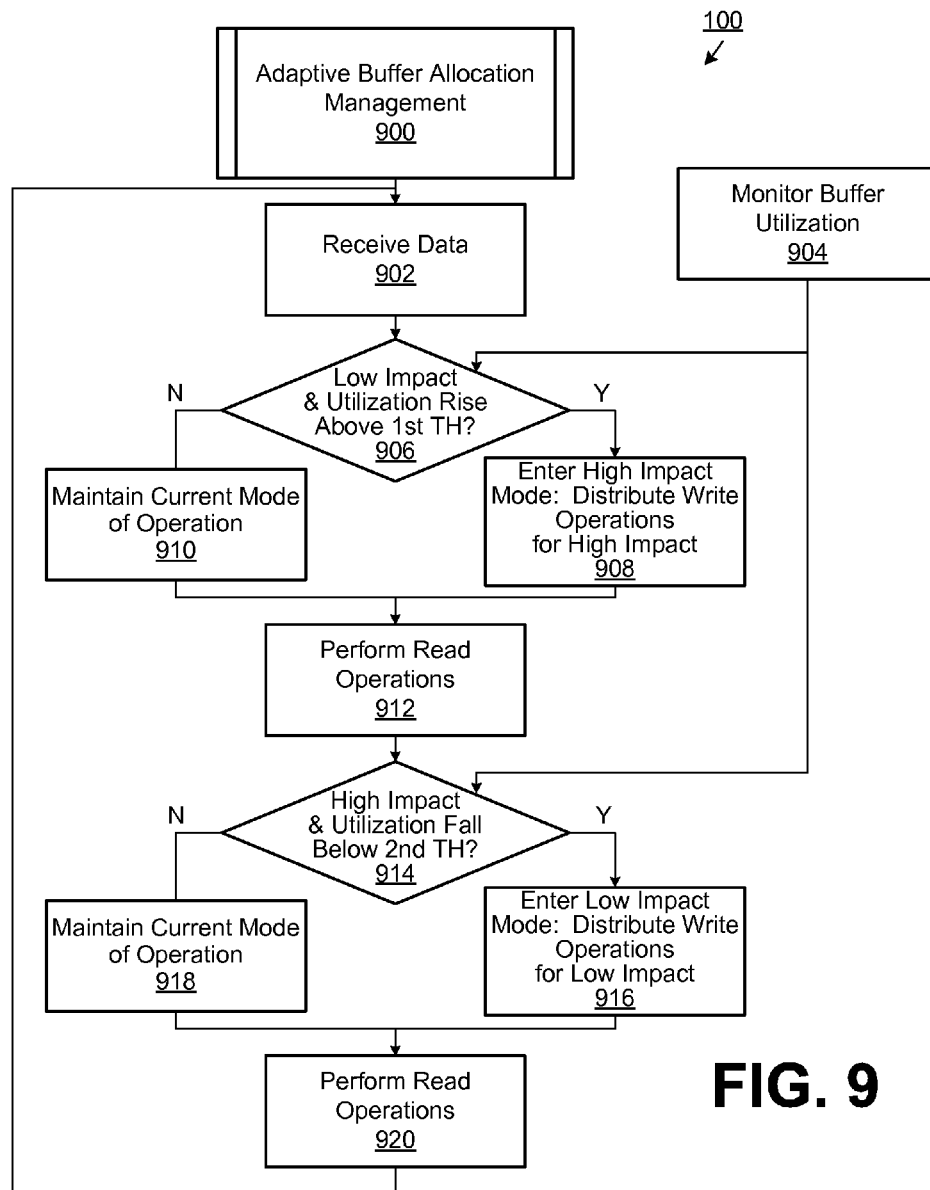 100
Adaptive Buffer Allocation
Management
900
Monitor Buffer
Utilization
904
Receive Data
902
Low Impact
& Utilization Rise
Above 1st TH?
906
N
Y
Maintain Current Mode
of Operation
910
Enter High Impact
Mode: Distribute Write
Operations
for High Impact
908
Perform Read
Operations
912
High Impact
& Utilization Fall
Below 2nd TH?
914
N
Y
Maintain Current Mode
of Operation
918
Enter Low Impact
Mode: Distribute Write
Operations
for Low Impact
916
Perform Read
Operations
920
FIG. 9